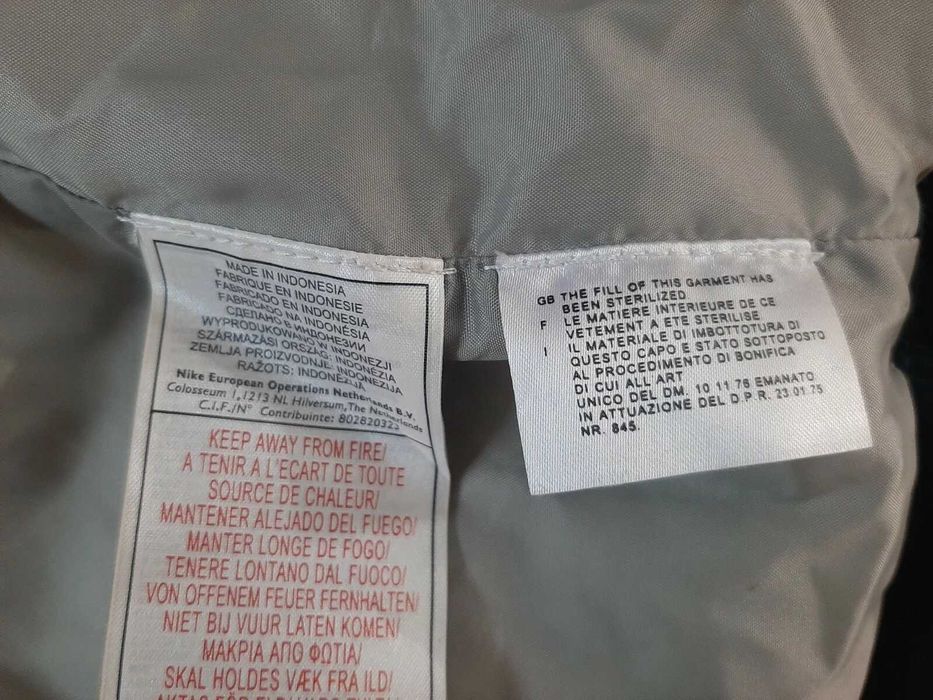 MADE IN INDONESIA
FABRIQUE EN INDONESIE
FABRICADO EN INDONESIA
FABRICADO NA INDONÉSIA
СДЕЛАНО В ИНДОНЕЗИИ
WYPRODUKOWANO W INDONEZJI
SZÁRMAZÁSI ORSZÁG: INDONÉZIA
ZEMLJA PROIZVODNJE: INDONEZIJA
RAŽOTS: INDONĒZIJA
Nike European Operations Netherlands B.V.
Colosseum 1,1213 NL Hilversum,The Netherlands
C.I.F./N° Contribuinte: 802820323
KEEP AWAY FROM FIRE/
A TENIR A L'ECART DE TOUTE
SOURCE DE CHALEUR/
MANTENER ALEJADO DEL FUEGO/
MANTER LONGE DE FOGO/
TENERE LONTANO DAL FUOCO/
VON OFFENEM FEUER FERNHALTEN/
NIET BIJ VUUR LATEN KOMEN/
ΜΑΚΡΙΑ ΑΠΟ ΦΩΤΙΑ/
SKAL HOLDES VÆK FRA ILD/
GB THE FILL OF THIS GARMENT HAS
BEEN STERILIZED
F LE MATIERE INTERIEURE DE CE
VETEMENT A ETE STERILISE
I IL MATERIALE DI IMBOTTOTURA DI
QUESTO CAPO E STATO SOTTOPOSTO
AL PROCEDIMENTO DI BONIFICA
DI CUI ALL ART
UNICO DEL DM. 10 11 76 EMANATO
IN ATTUAZIONE DEL D.P.R. 23 01 75
NR. 845.